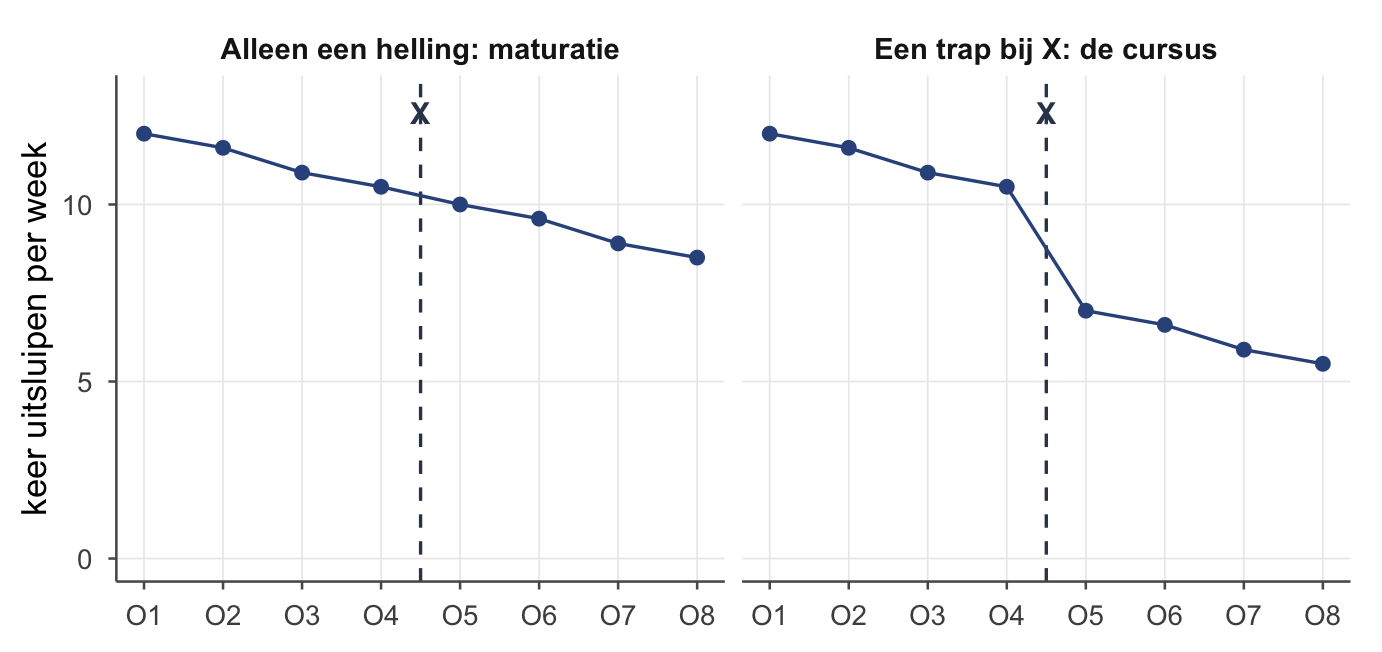 Alleen een helling: maturatie
Een trap bij X: de cursus
X
X
keer uitsluipen per week
10
5
0
O1 O2 O3 O4 O5 O6 O7 O8
O1 O2 O3 O4 O5 O6 O7 O8